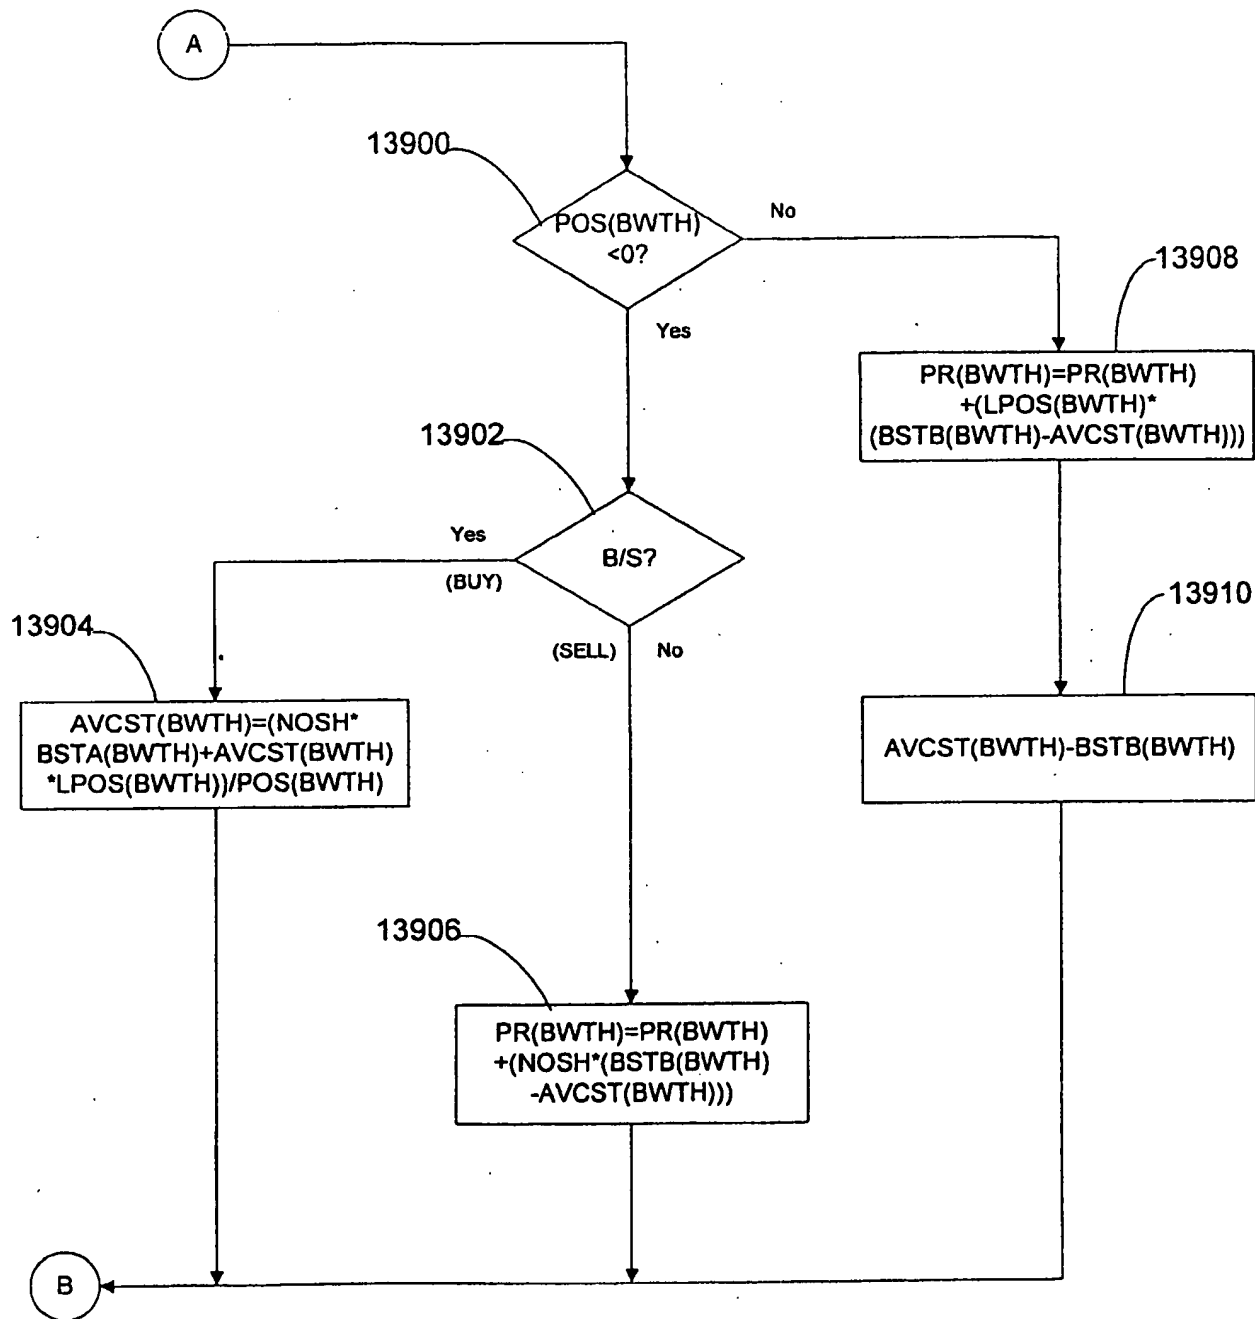 A
13900
POS(BWTH)
<0?
No
Yes
13908
PR(BWTH)=PR(BWTH)
+(LPOS(BWTH)*
(BSTB(BWTH)-AVCST(BWTH)))
13902
B/S?
Yes
(BUY)
(SELL) No
13904
AVCST(BWTH)=(NOSH*
BSTA(BWTH)+AVCST(BWTH)
*LPOS(BWTH))/POS(BWTH)
13910
AVCST(BWTH)-BSTB(BWTH)
13906
PR(BWTH)=PR(BWTH)
+(NOSH*(BSTB(BWTH)
-AVCST(BWTH)))
B